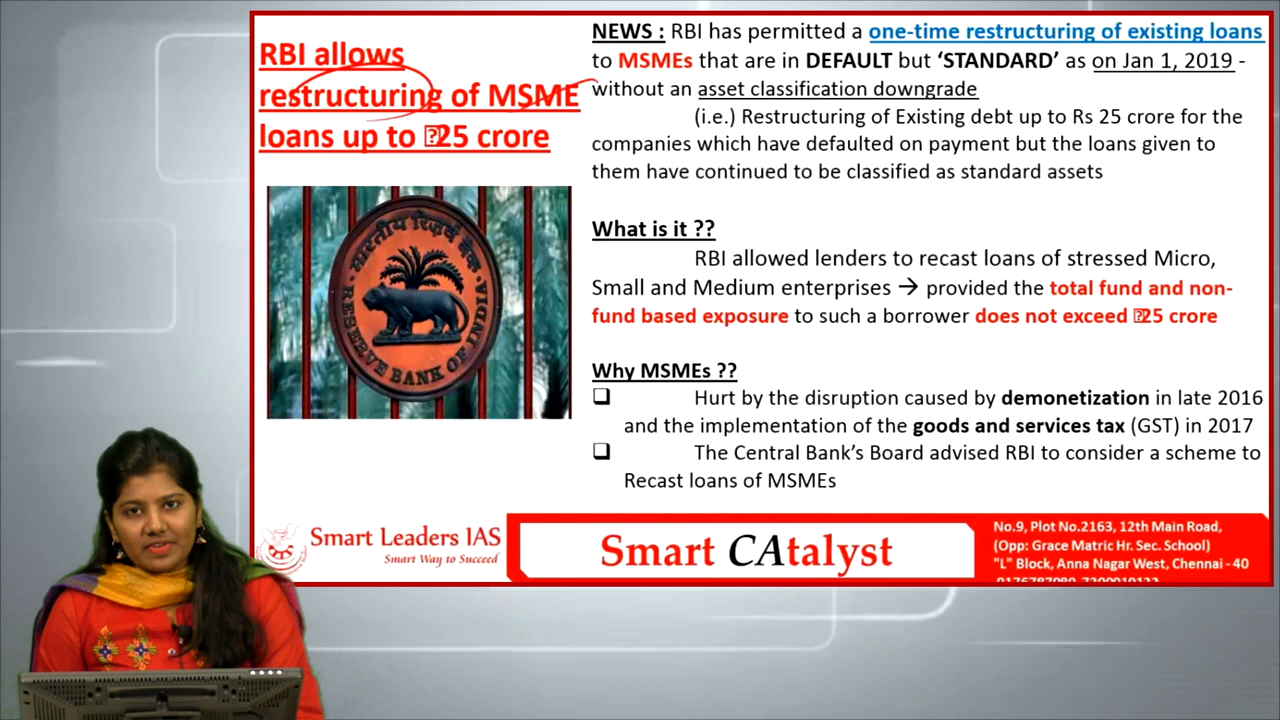 RBI allows
restructuring of MSME
loans up to 25 crore
भारतीय रिज़र्व बैंक
RESERVE BANK OF INDIA
NEWS : RBI has permitted a one-time restructuring of existing loans
to MSMEs that are in DEFAULT but ‘STANDARD’ as on Jan 1, 2019 -
without an asset classification downgrade
(i.e.) Restructuring of Existing debt up to Rs 25 crore for the
companies which have defaulted on payment but the loans given to
them have continued to be classified as standard assets
What is it ??
RBI allowed lenders to recast loans of stressed Micro,
Small and Medium enterprises → provided the total fund and non-
fund based exposure to such a borrower does not exceed 25 crore
Why MSMEs ??
❑ Hurt by the disruption caused by demonetization in late 2016
and the implementation of the goods and services tax (GST) in 2017
❑ The Central Bank’s Board advised RBI to consider a scheme to
Recast loans of MSMEs
Smart Leaders IAS
Smart Way to Succeed
Smart CAtalyst
No.9, Plot No.2163, 12th Main Road,
(Opp: Grace Matric Hr. Sec. School)
"L" Block, Anna Nagar West, Chennai - 40